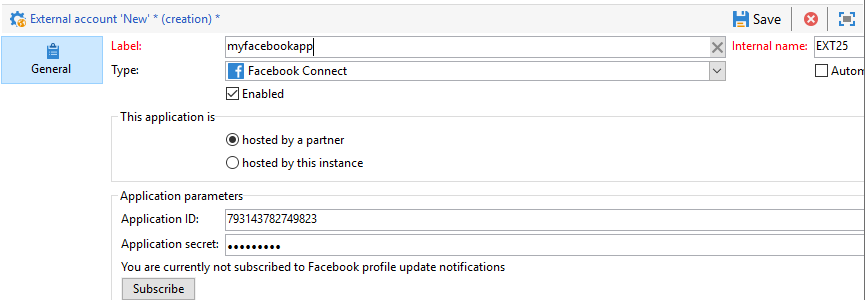 External account 'New' * (creation) *
Save
General
Label: myfacebookapp
Internal name: EXT25
Type: Facebook Connect
Autom
Enabled
This application is
hosted by a partner
hosted by this instance
Application parameters
Application ID: 793143782749823
Application secret: •••••••••
You are currently not subscribed to Facebook profile update notifications
Subscribe